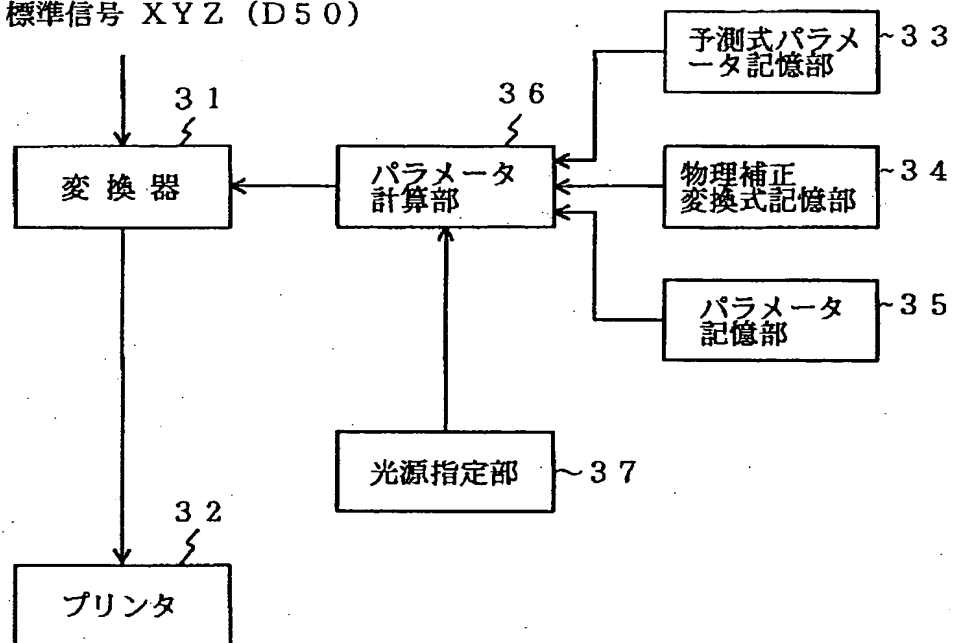 標準信号 XYZ（D50）
31
変換器
36
パラメータ
計算部
予測式パラメ
ータ記憶部
~33
物理補正
変換式記憶部
~34
パラメータ
記憶部
~35
光源指定部
~37
32
プリンタ